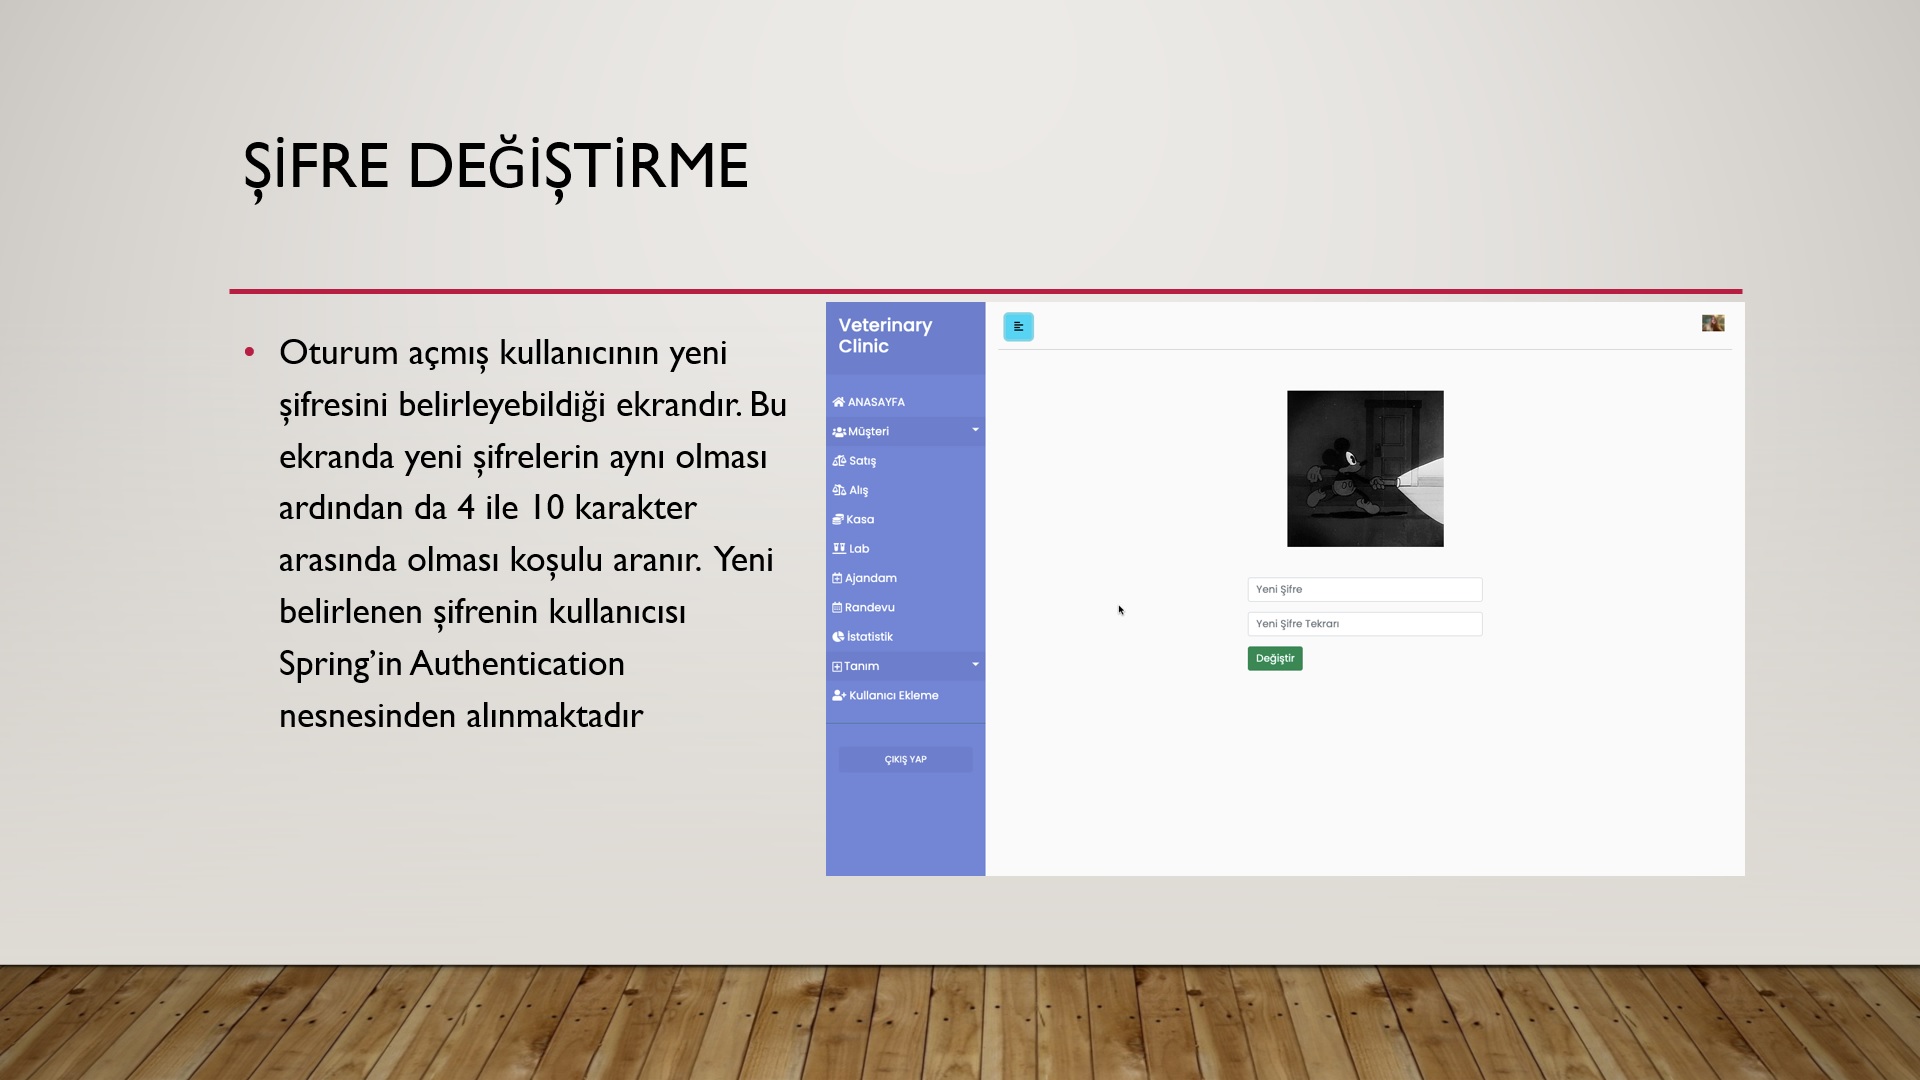 ŞİFRE DEĞİŞTİRME
• Oturum açmış kullanıcının yeni
şifresini belirleyebildiği ekrandır. Bu
ekranda yeni şifrelerin aynı olması
ardından da 4 ile 10 karakter
arasında olması koşulu aranır. Yeni
belirlenen şifrenin kullanıcısı
Spring’in Authentication
nesnesinden alınmaktadır
Veterinary
Clinic
ANASAYFA
Müşteri
Satış
Alış
Kasa
Lab
Ajandam
Randevu
İstatistik
Tanım
Kullanıcı Ekleme
ÇIKIŞ YAP
Yeni Şifre
Yeni Şifre Tekrarı
Değiştir